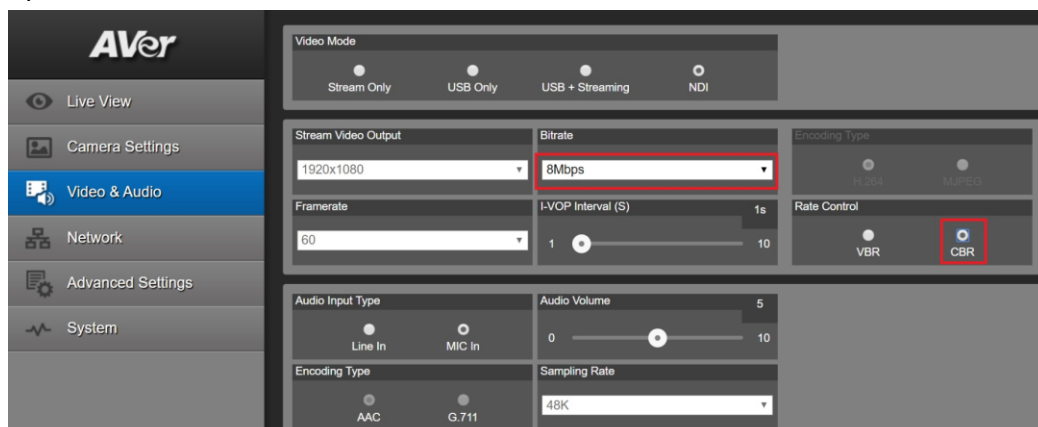 AVer
Live View
Camera Settings
Video & Audio
Network
Advanced Settings
System
Video Mode
Stream Only
USB Only
USB + Streaming
NDI
Stream Video Output
1920x1080
Bitrate
8Mbps
Encoding Type
H.264
MJPEG
Framerate
60
I-VOP Interval (S)
1s
1
10
Rate Control
VBR
CBR
Audio Input Type
Line In
MIC In
Audio Volume
5
0
10
Encoding Type
AAC
G.711
Sampling Rate
48K